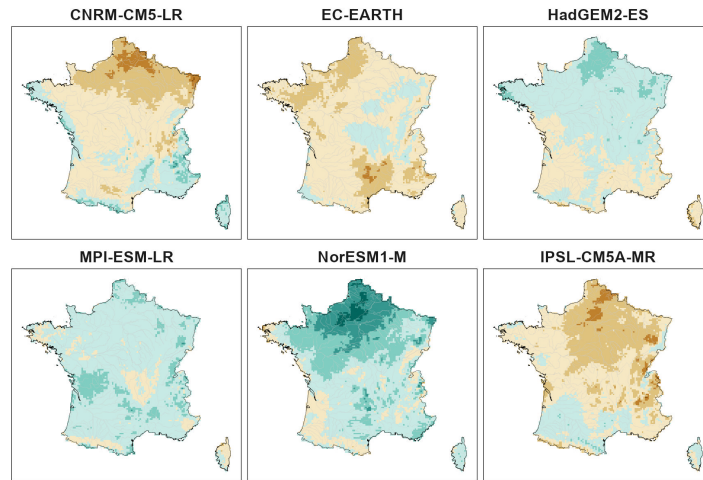 CNRM-CM5-LR
EC-EARTH
HadGEM2-ES
MPI-ESM-LR
NorESM1-M
IPSL-CM5A-MR